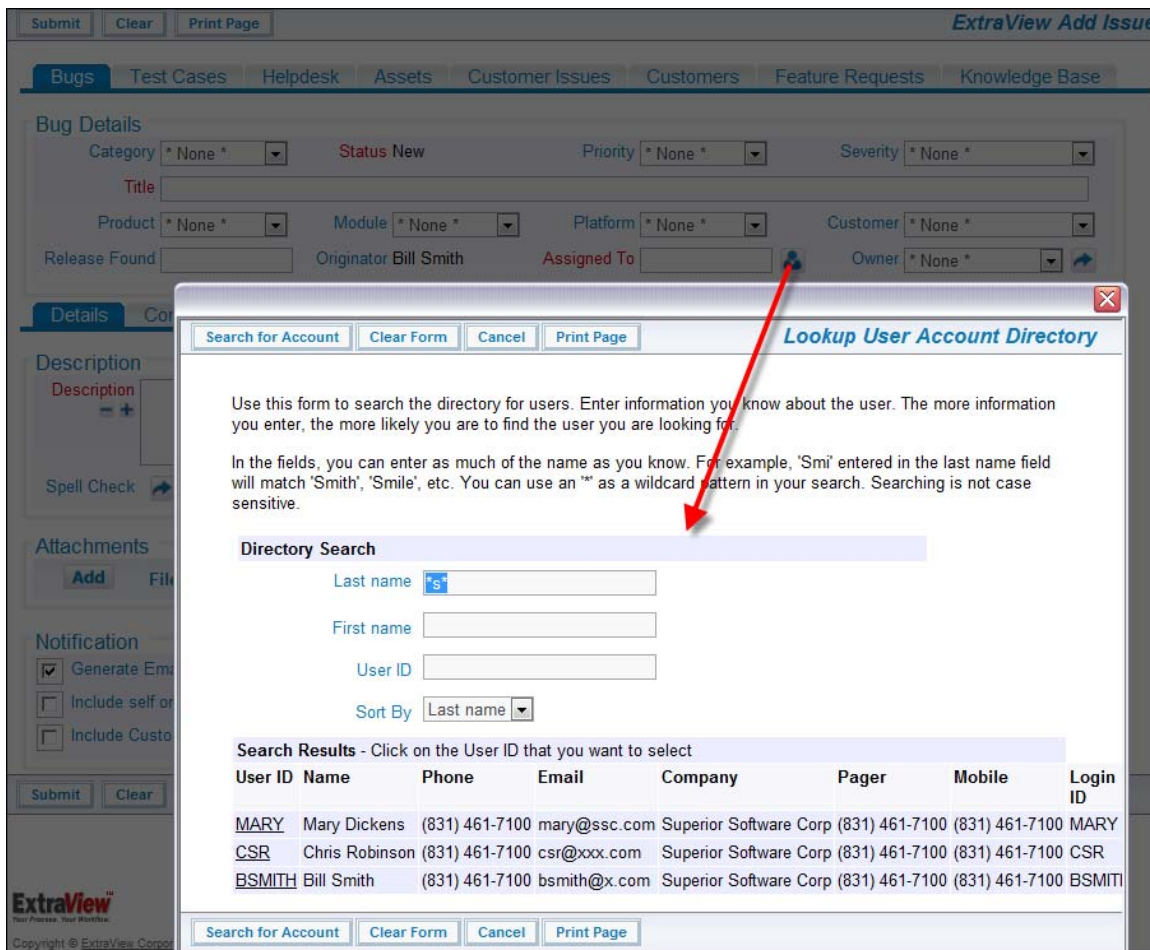 Submit Clear Print Page ExtraView Add Issue
Bugs Test Cases Helpdesk Assets Customer Issues Customers Feature Requests Knowledge Base
Bug Details
Category * None * Status New Priority * None * Severity * None *
Title
Product * None * Module * None * Platform * None * Customer * None *
Release Found Originator Bill Smith Assigned To Owner * None *
Details
Search for Account Clear Form Cancel Print Page Lookup User Account Directory
Description
Description
Spell Check
Attachments
Add
Notification
Generate
Include self or
Include
Submit Clear
Use this form to search the directory for users. Enter information you know about the user. The more information
you enter, the more likely you are to find the user you are looking for.
In the fields, you can enter as much of the name as you know. For example, 'Smi' entered in the last name field
will match 'Smith', 'Smile', etc. You can use an '*' as a wildcard pattern in your search. Searching is not case
sensitive.
Directory Search
Last name *s*
First name
User ID
Sort By Last name
Search Results - Click on the User ID that you want to select
User ID Name Phone Email Company Pager Mobile Login
ID
MARY Mary Dickens (831) 461-7100 mary@ssc.com Superior Software Corp (831) 461-7100 (831) 461-7100 MARY
CSR Chris Robinson (831) 461-7100 csr@xxx.com Superior Software Corp (831) 461-7100 (831) 461-7100 CSR
BSMITH Bill Smith (831) 461-7100 bsmith@x.com Superior Software Corp (831) 461-7100 (831) 461-7100
Search for Account Clear Form Cancel Print Page
ExtraView
Your Process. Your Workflow.
Copyright © ExtraView